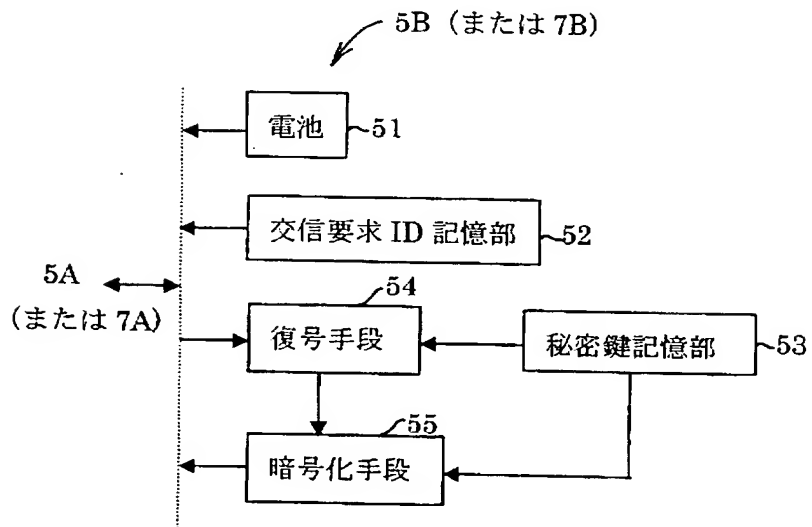 5B (または 7B)
電池
51
交信要求 ID 記憶部
52
5A
(または 7A)
54
復号手段
秘密鍵記憶部
53
55
暗号化手段